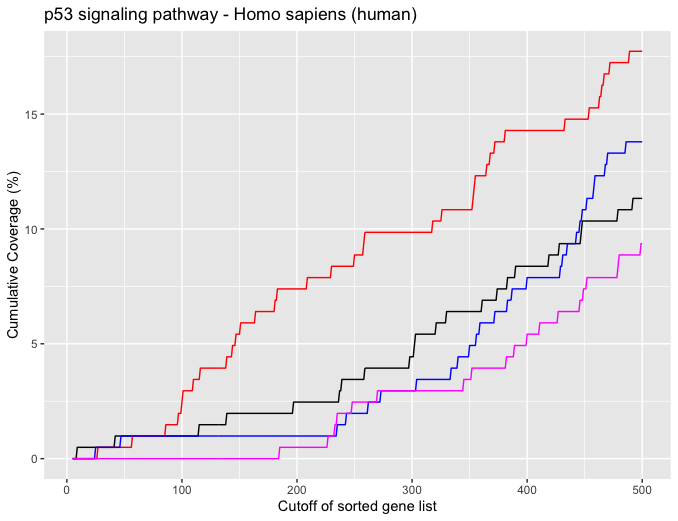 p53 signaling pathway - Homo sapiens (human)
Cumulative Coverage (%)
15
10
5
0
0 100 200 300 400 500
Cutoff of sorted gene list